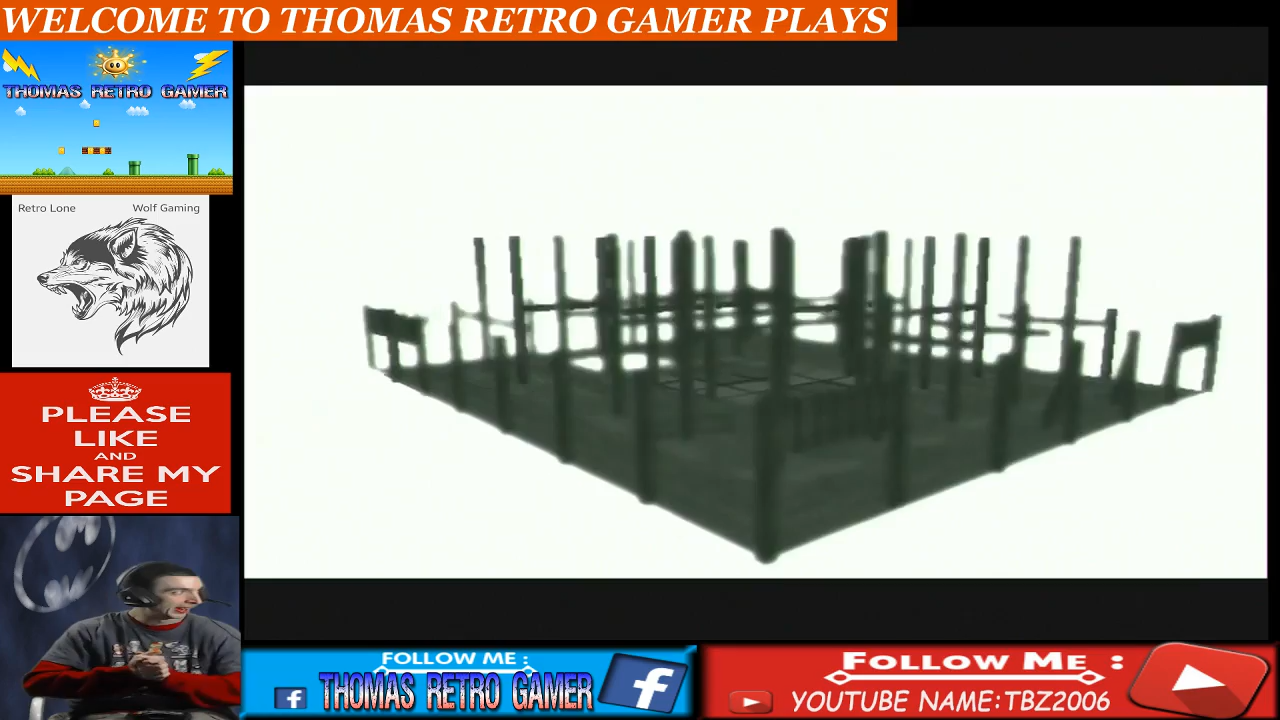 WELCOME TO THOMAS RETRO GAMER PLAYS
THOMAS RETRO GAMER
Retro Lone Wolf Gaming
PLEASE
LIKE
AND
SHARE MY
PAGE
FOLLOW ME :
THOMAS RETRO GAMER
FOLLOW ME :
YOUTUBE NAME:TBZ2006